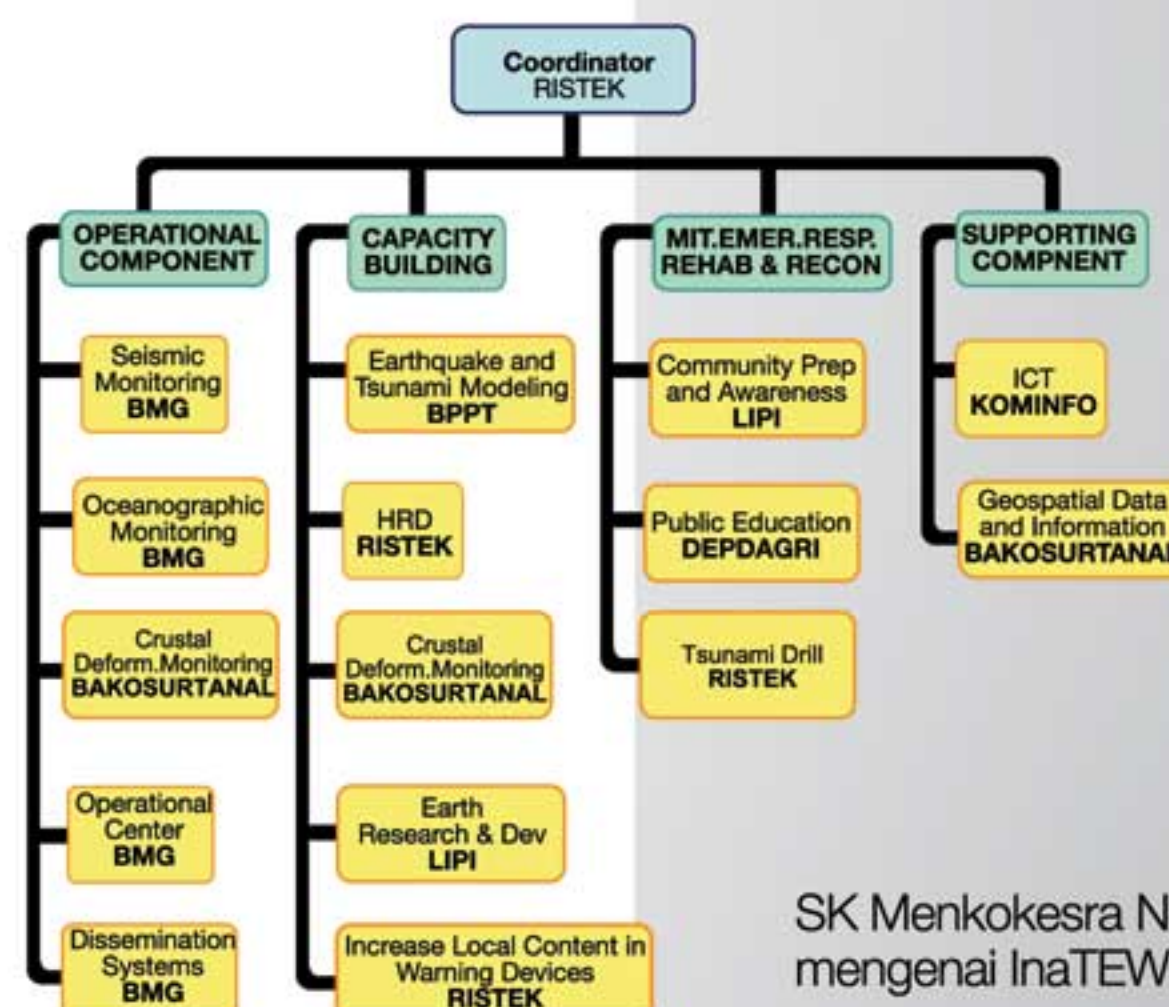 Coordinator
RISTEK
OPERATIONAL
COMPONENT
Seismic
Monitoring
BMG
Oceanographic
Monitoring
BMG
Crustal
Deform.Monitoring
BAKOSURTANAL
Operational
Center
BMG
Dissemination
Systems
BMG
CAPACITY
BUILDING
Earthquake and
Tsunami Modeling
BPPT
HRD
RISTEK
Crustal
Deform.Monitoring
BAKOSURTANAL
Earth
Research & Dev
LIPI
Increase Local Content in
Warning Devices
RISTEK
MIT.EMER.RESP.
REHAB & RECON
Community Prep
and Awareness
LIPI
Public Education
DEPDAGRI
Tsunami Drill
RISTEK
SUPPORTING
COMPNENT
ICT
KOMINFO
Geospatial Data
and Information
BAKOSURTANAL
SK Menkokesra N
mengenai InaTEW